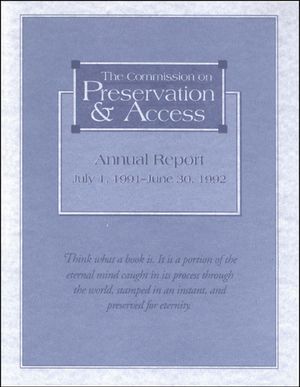 The Commission on
Preservation
& Access
Annual Report
July 1, 1991–June 30, 1992
Think what a book is. It is a portion of the
eternal mind caught in its process through
the world, stamped in an instant, and
preserved for eternity.